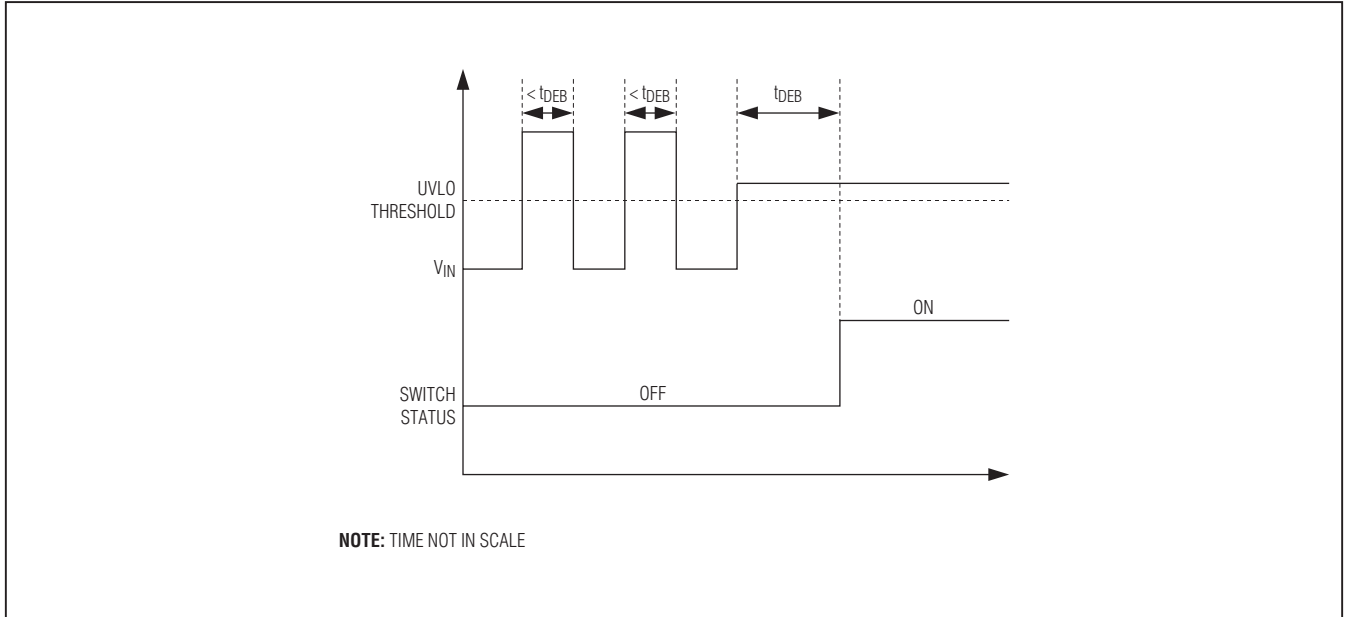 < tDEB
< tDEB
tDEB
UVLO
THRESHOLD
VIN
ON
SWITCH
STATUS
OFF
NOTE: TIME NOT IN SCALE